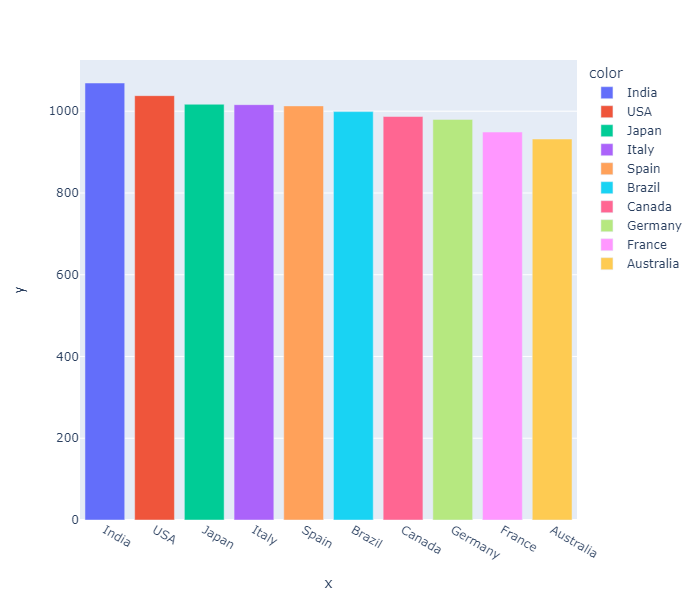 color
India
USA
Japan
Italy
Spain
Brazil
Canada
Germany
France
Australia
y
1000
800
600
400
200
0
India
USA
Japan
Italy
Spain
Brazil
Canada
Germany
France
Australia
x